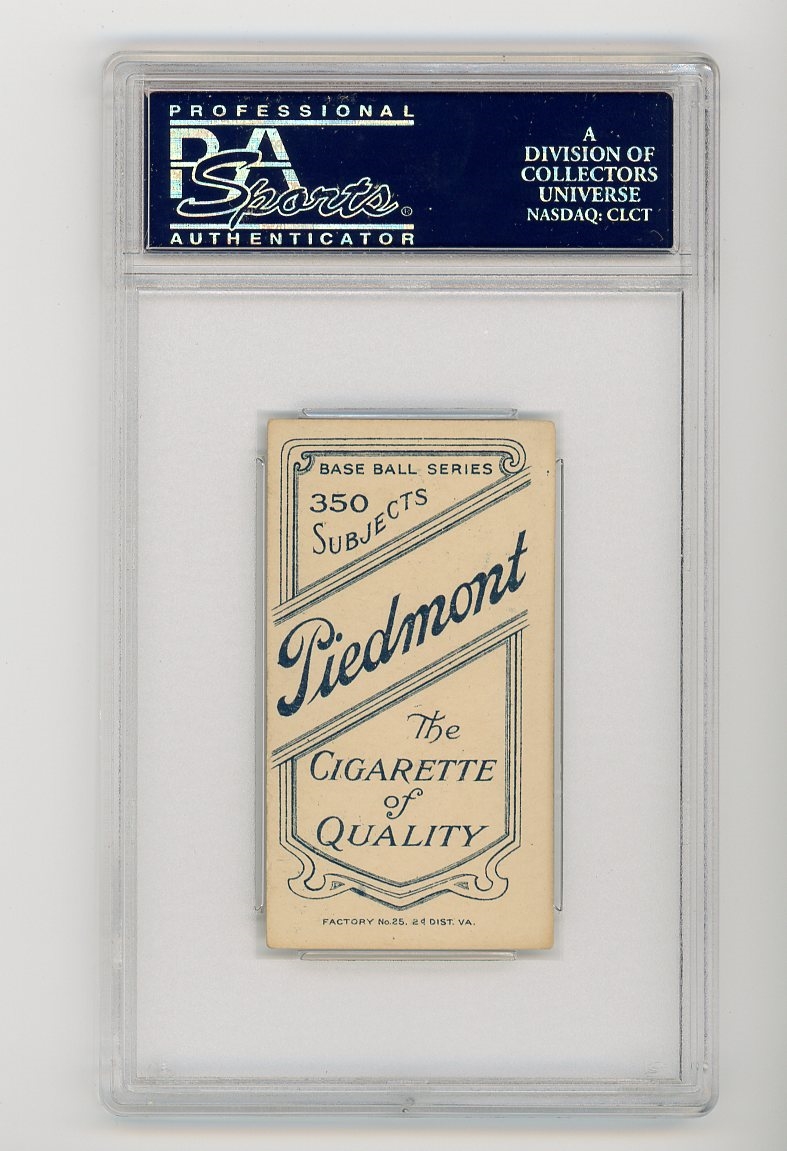 PROFESSIONAL
PSA
Sports®
AUTHENTICATOR
A
DIVISION OF
COLLECTORS
UNIVERSE
NASDAQ: CLCT
BASE BALL SERIES
350
SUBJECTS
Piedmont
The
CIGARETTE
of
QUALITY
FACTORY No.25, 2d DIST. VA.